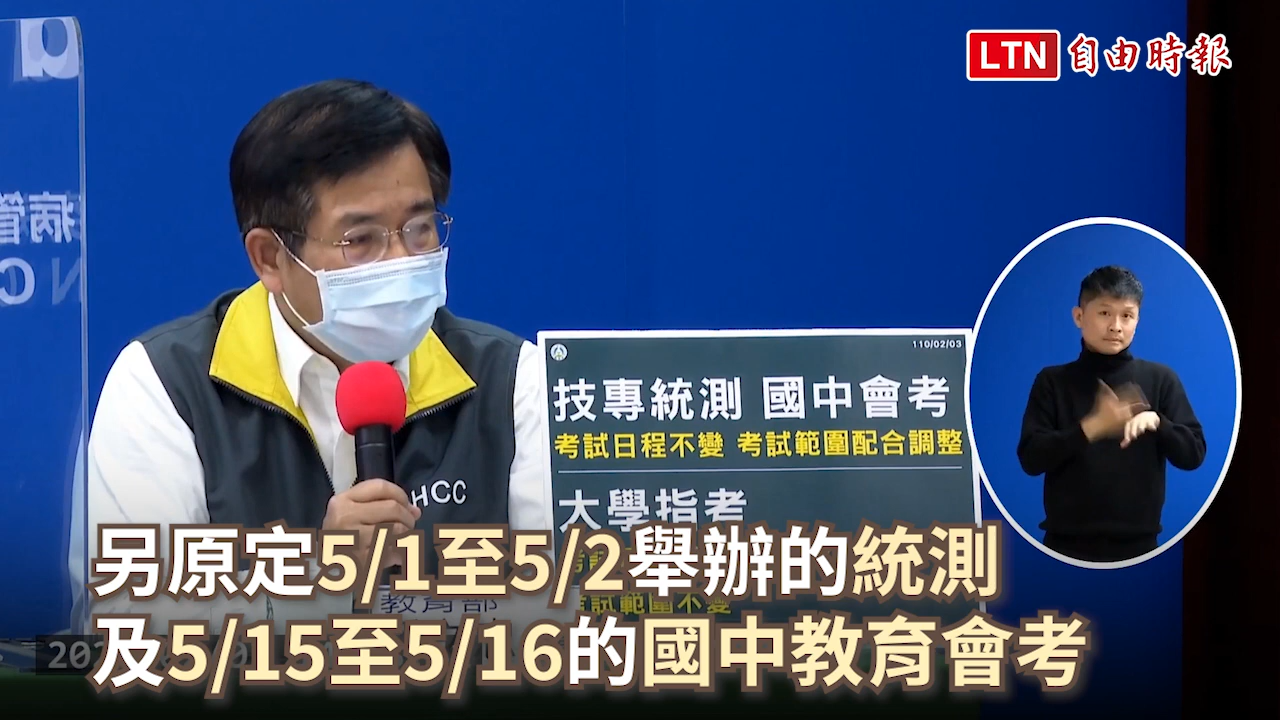 LTN 自由時報
110/02/03
技專統測 國中會考
考試日程不變 考試範圍配合調整
大學指考
HCC
教育部
另原定5/1至5/2舉辦的統測
及5/15至5/16的國中教育會考